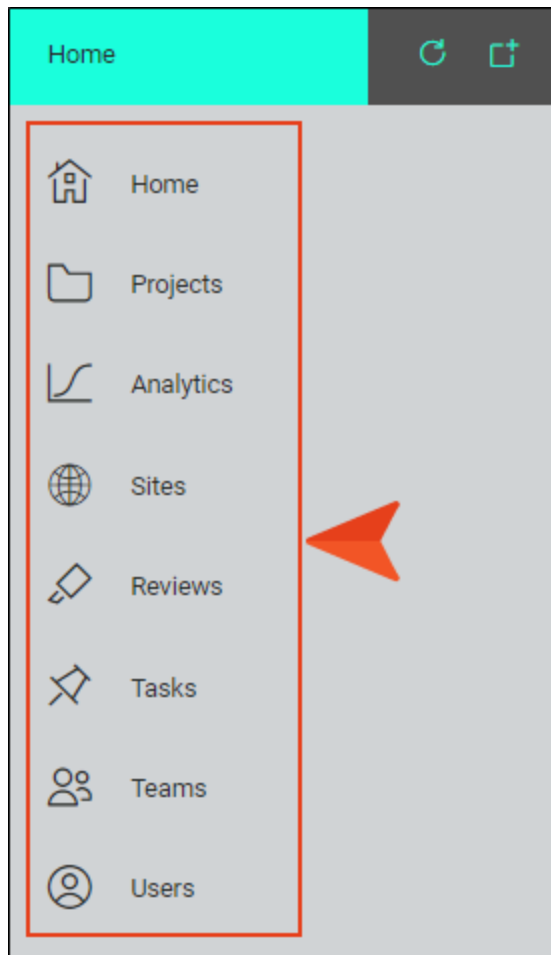 Home
Home
Projects
Analytics
Sites
Reviews
Tasks
Teams
Users